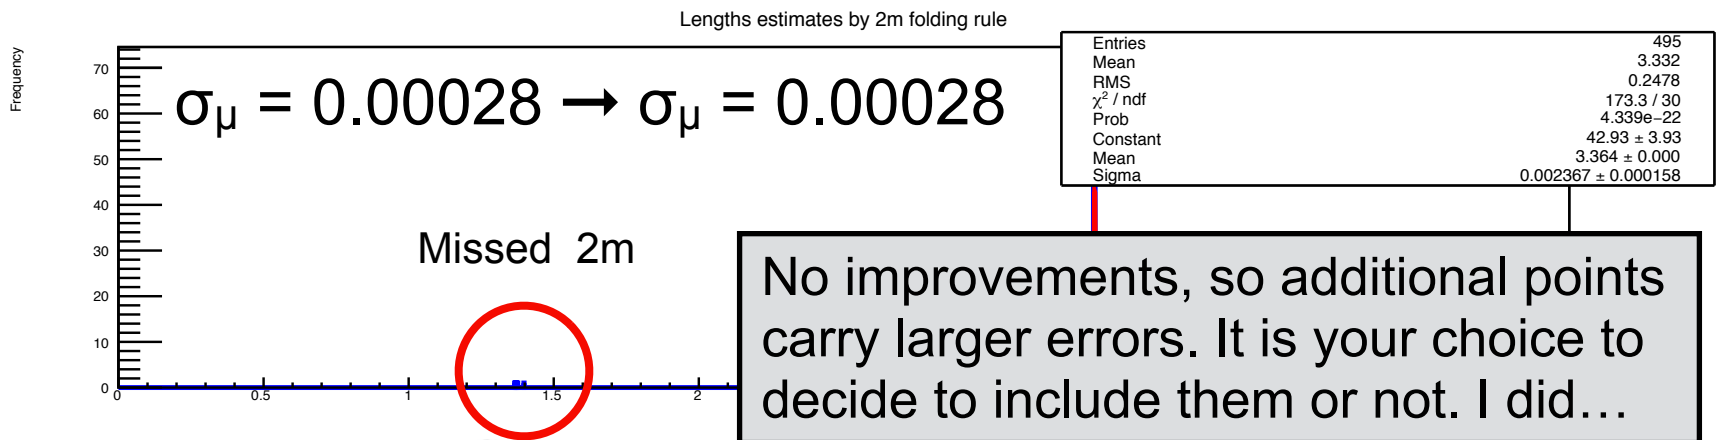 Lengths estimates by 2m folding rule
Frequency
Entries 495
Mean 3.332
RMS 0.2478
χ² / ndf 173.3 / 30
Prob 4.339e−22
Constant 42.93 ± 3.93
Mean 3.364 ± 0.000
Sigma 0.002367 ± 0.000158
70
60
50
40
30
20
10
0
σμ = 0.00028 → σμ = 0.00028
Missed 2m
No improvements, so additional points
carry larger errors. It is your choice to
decide to include them or not. I did…
0 0.5 1 1.5 2